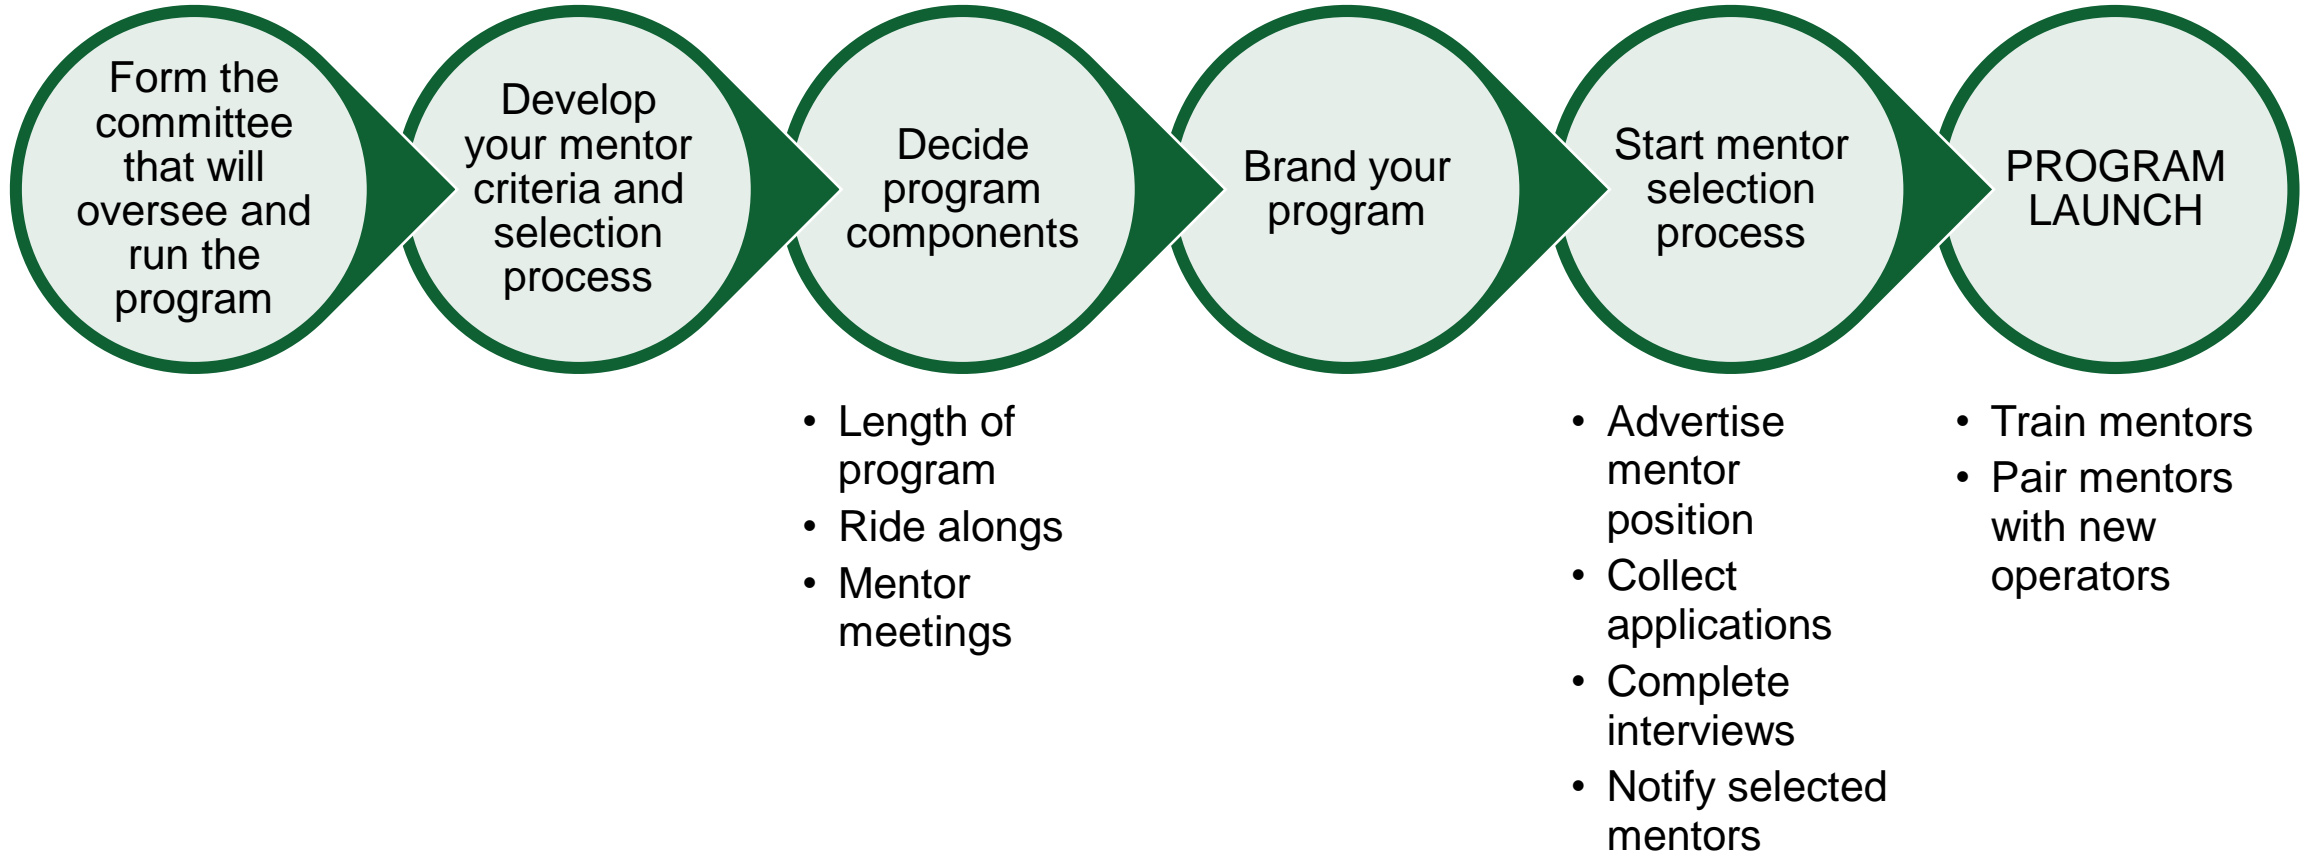 Form the
committee
that will
oversee and
run the
program
Develop
your mentor
criteria and
selection
process
Decide
program
components
Brand your
program
Start mentor
selection
process
PROGRAM
LAUNCH
• Length of
program
• Ride alongs
• Mentor
meetings
• Advertise
mentor
position
• Collect
applications
• Complete
interviews
• Notify selected
mentors
• Train mentors
• Pair mentors
with new
operators